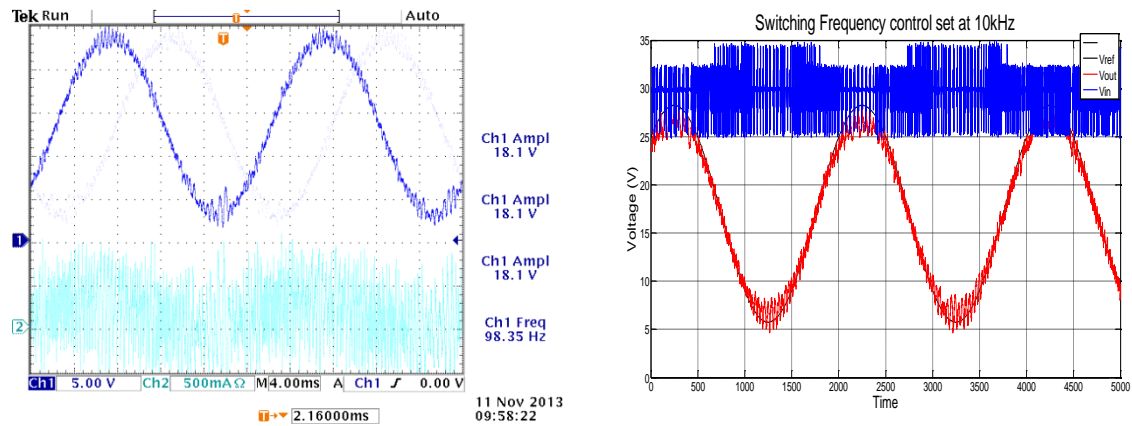 Tek Run
Auto
T
T
1
2
Ch1 Ampl
18.1 V
Ch1 Ampl
18.1 V
Ch1 Ampl
18.1 V
Ch1 Freq
98.35 Hz
Ch1 5.00 V Ch2 500mAΩ M 4.00ms A Ch1 ƒ 0.00 V
T→▼ 2.16000ms
11 Nov 2013
09:58:22
Switching Frequency control set at 10kHz
Vref
Vout
Vin
Voltage (V)
35
30
25
20
15
10
5
0
0 500 1000 1500 2000 2500 3000 3500 4000 4500 5000
Time